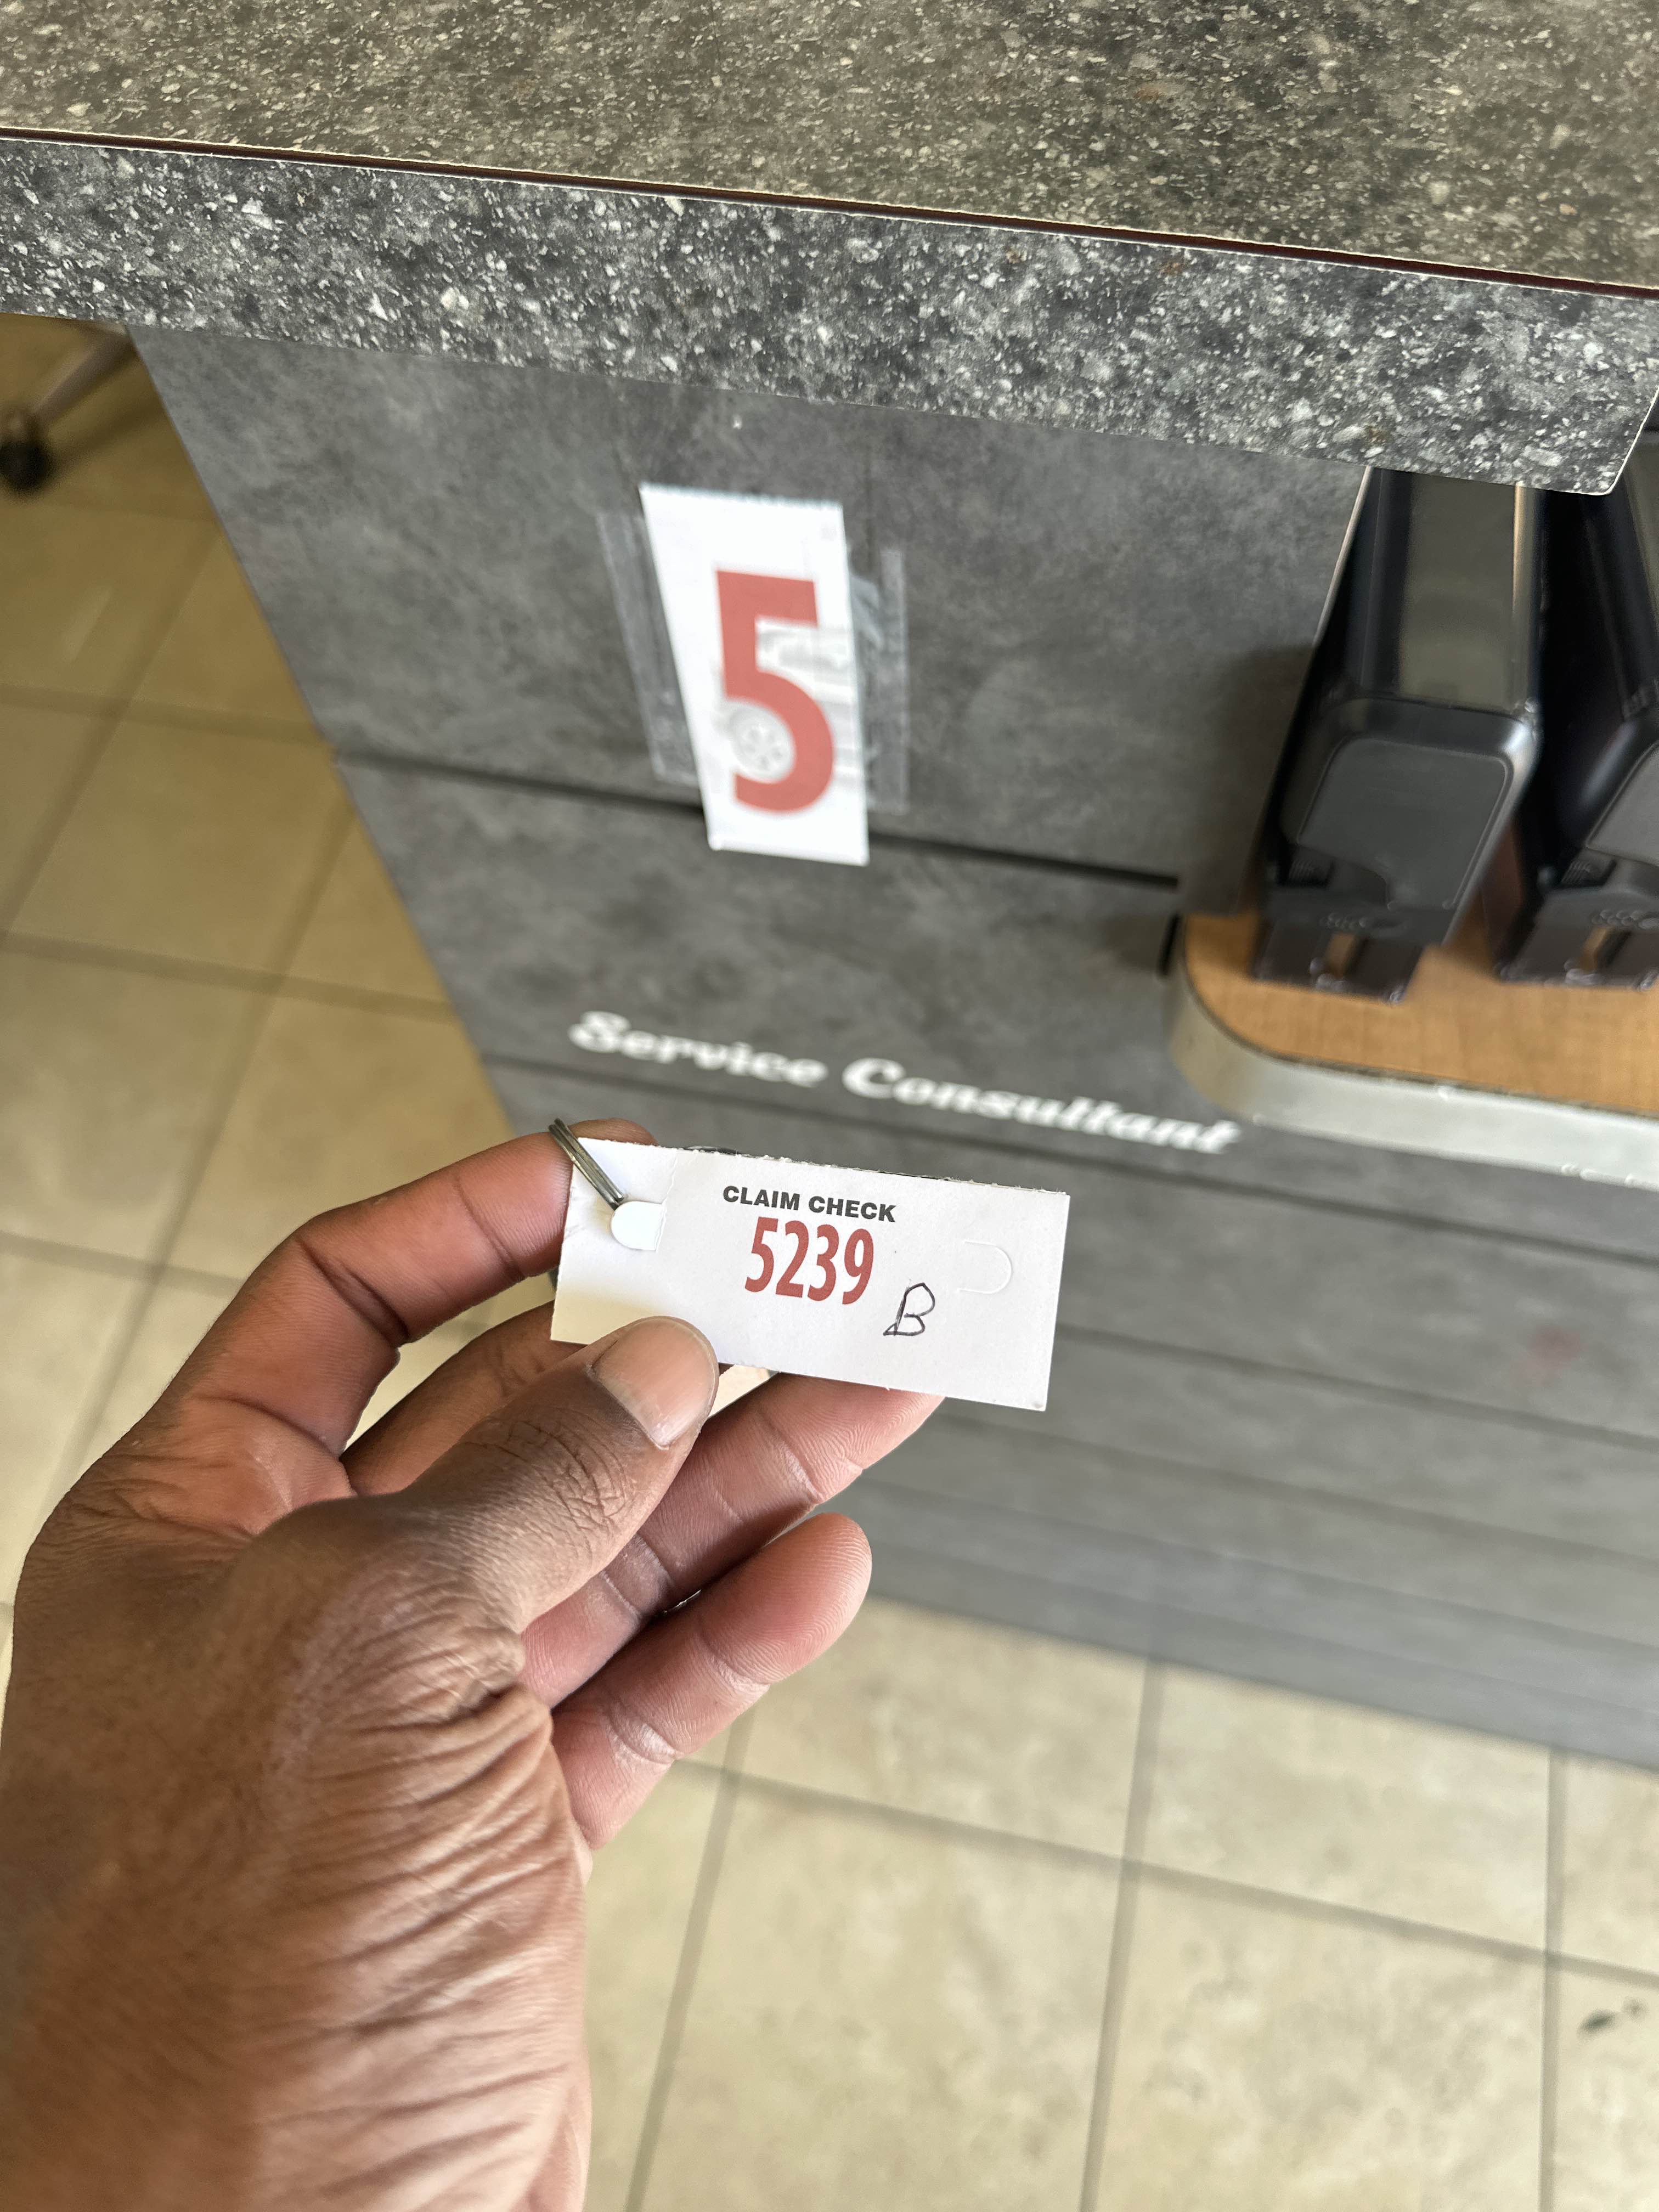 5
Service Consultant
CLAIM CHECK
5239
B